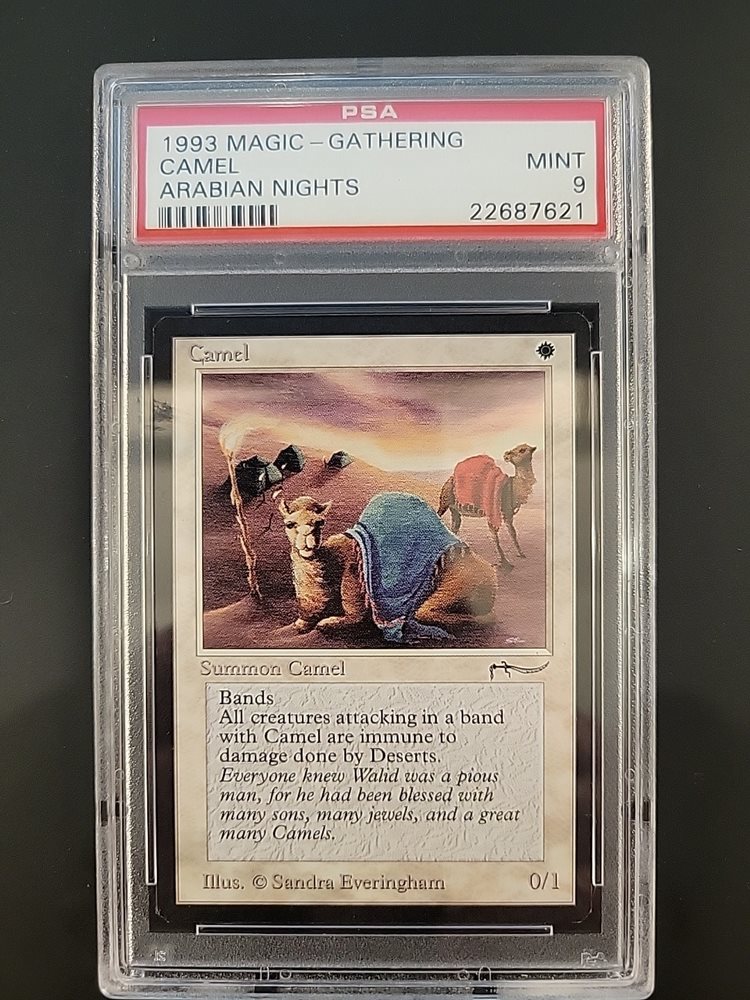 PSA
1993 MAGIC - GATHERING
CAMEL MINT
ARABIAN NIGHTS 9
22687621
Camel
Summon Camel
Bands
All creatures attacking in a band
with Camel are immune to
damage done by Deserts.
Everyone knew Walid was a pious
man, for he had been blessed with
many sons, many jewels, and a great
many Camels.
Illus. © Sandra Everingham 0/1